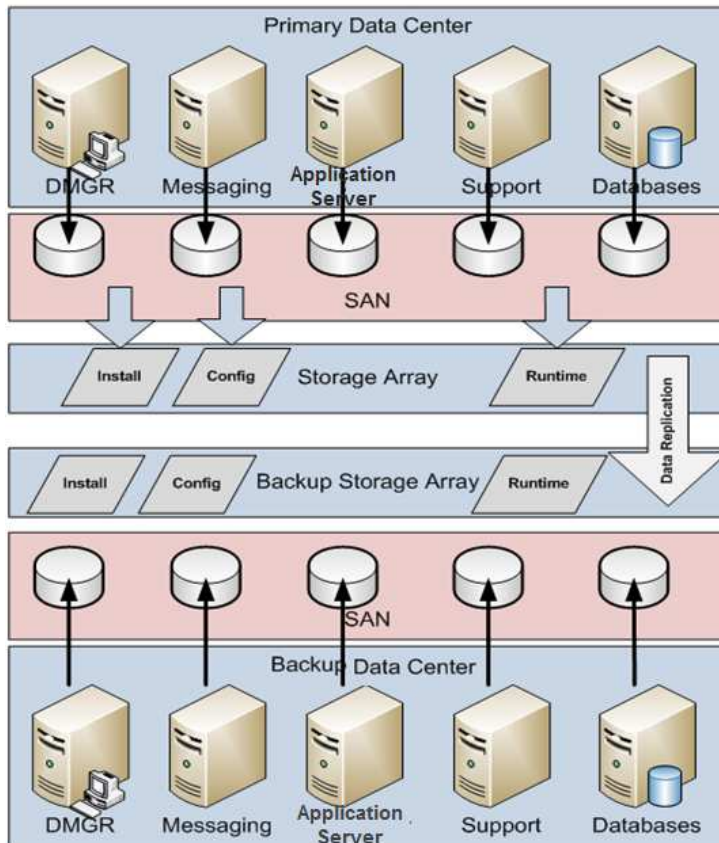 Primary Data Center
DMGR
Messaging
Application
Server
Support
Databases
SAN
Install
Config
Storage Array
Runtime
Data Replication
Install
Config
Backup Storage Array
Runtime
SAN
Backup Data Center
DMGR
Messaging
Application
Server
Support
Databases